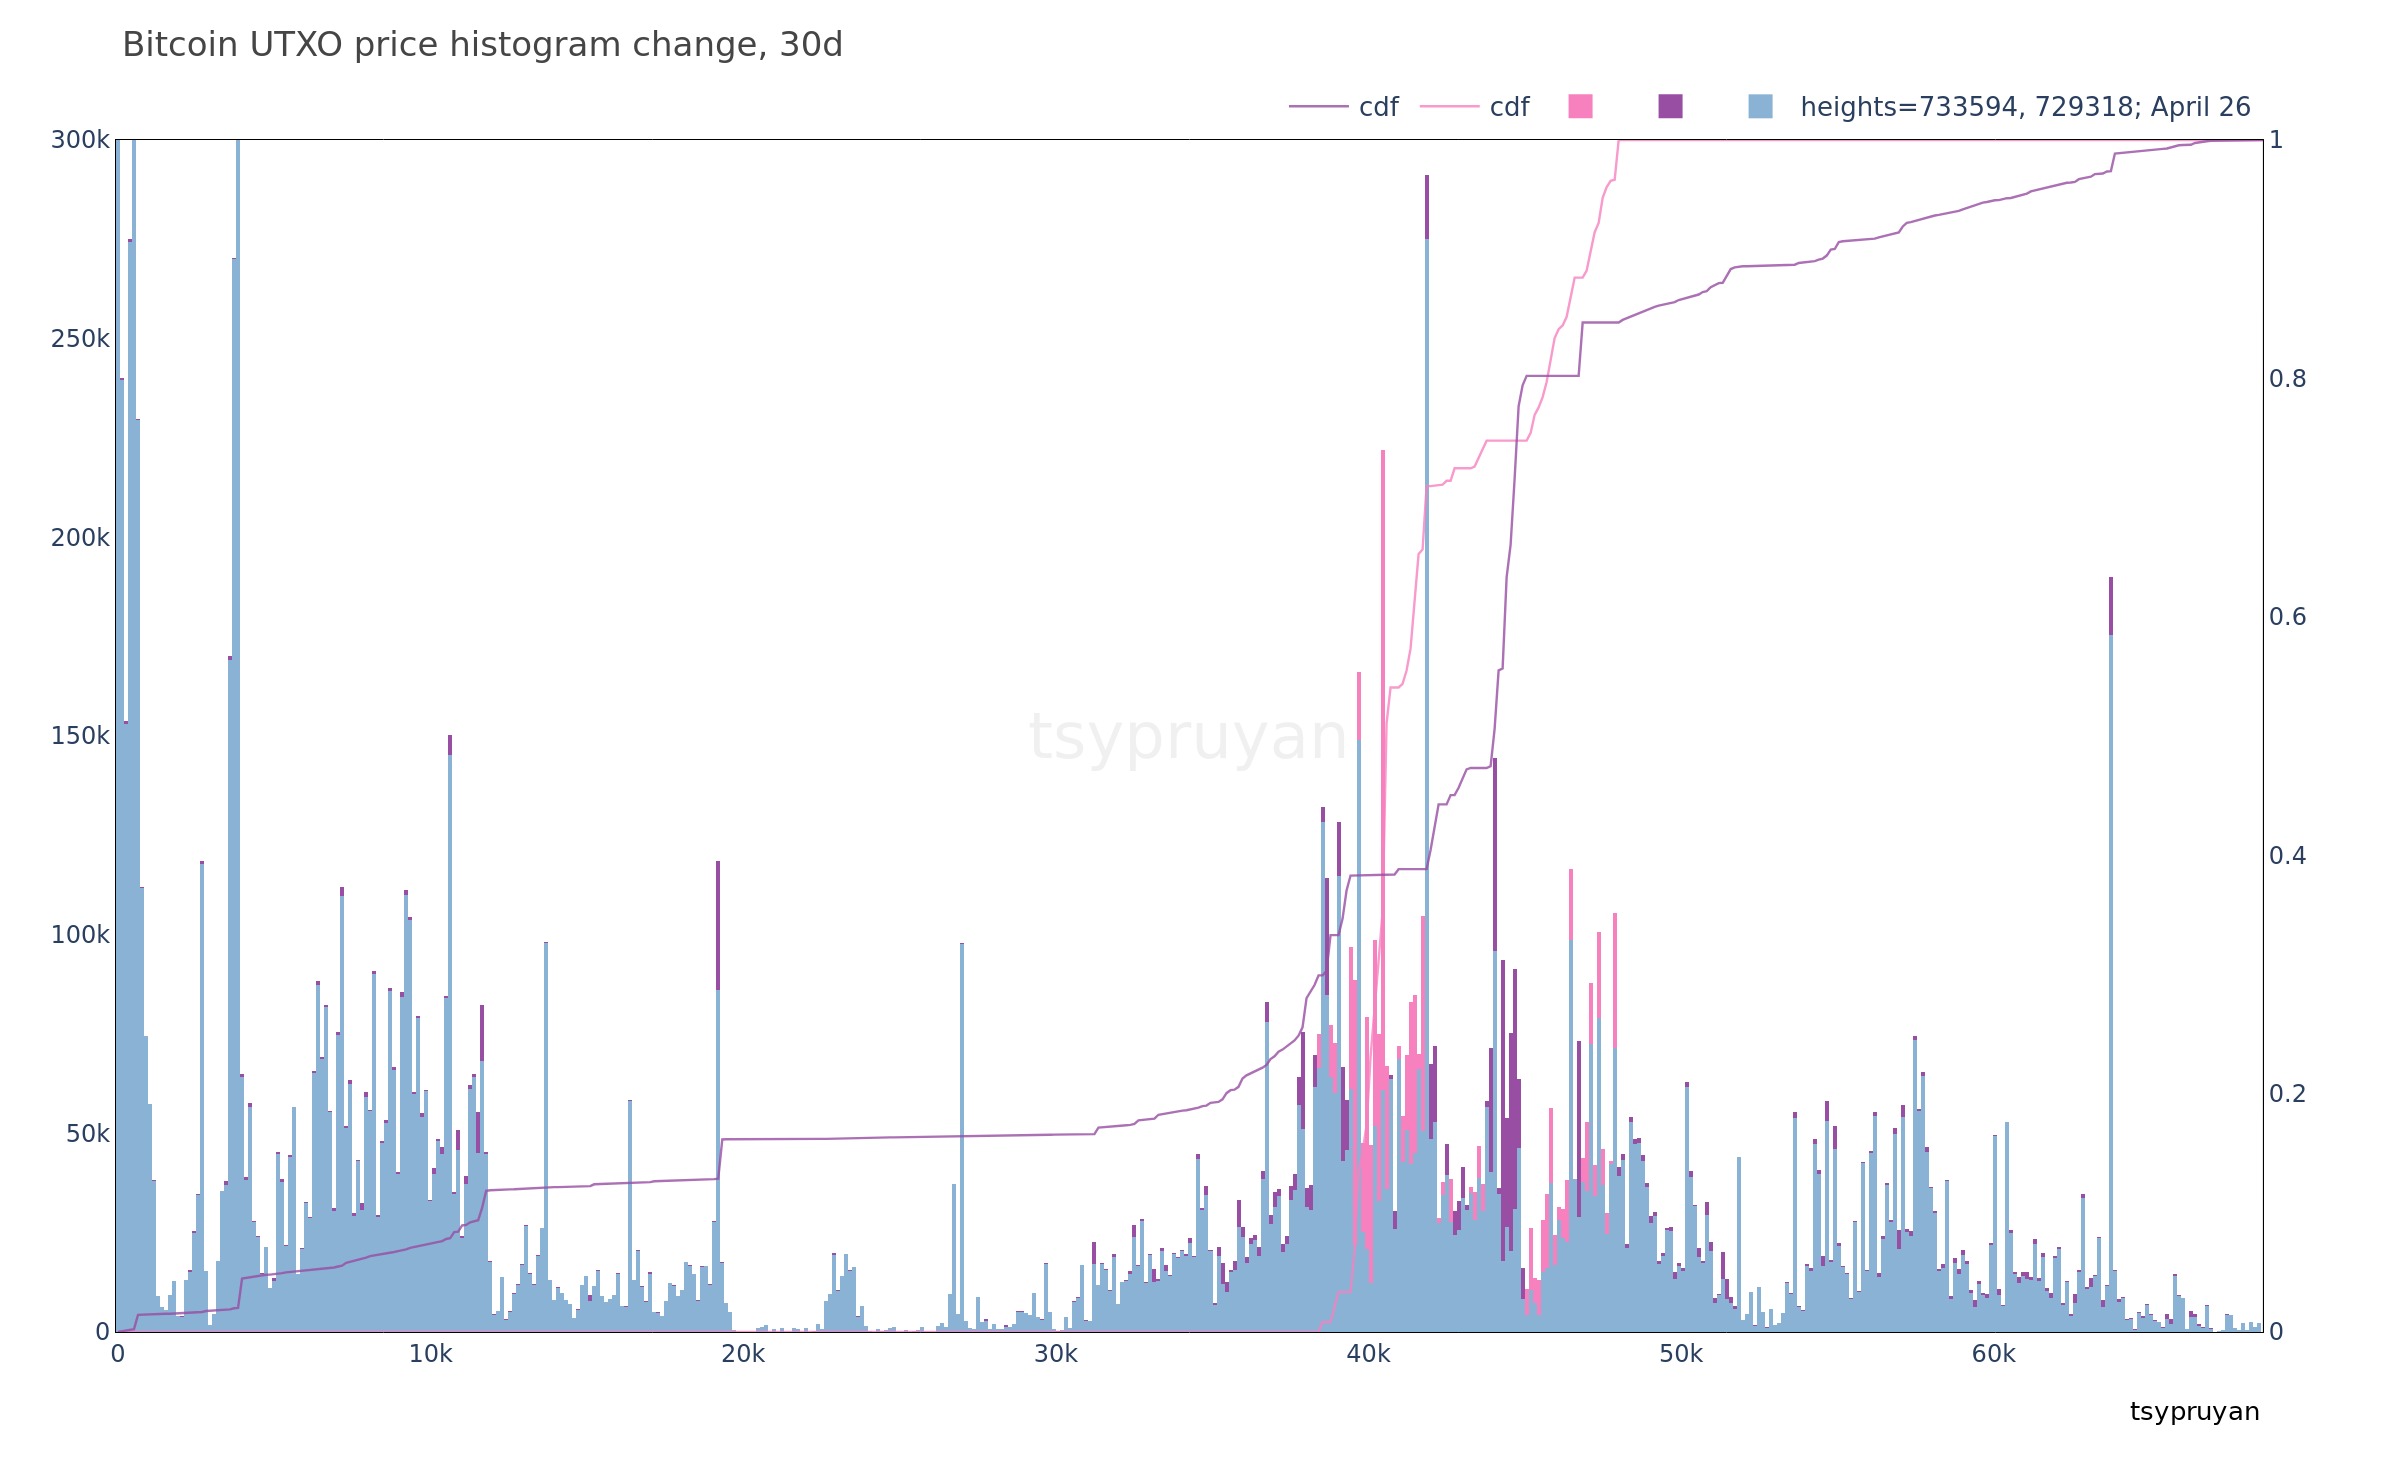 Bitcoin UTXO price histogram change, 30d
cdf cdf heights=733594, 729318; April 26
300k
250k
200k
150k
100k
50k
0
1
0.8
0.6
0.4
0.2
0
tsypruyan
0 10k 20k 30k 40k 50k 60k
tsypruyan